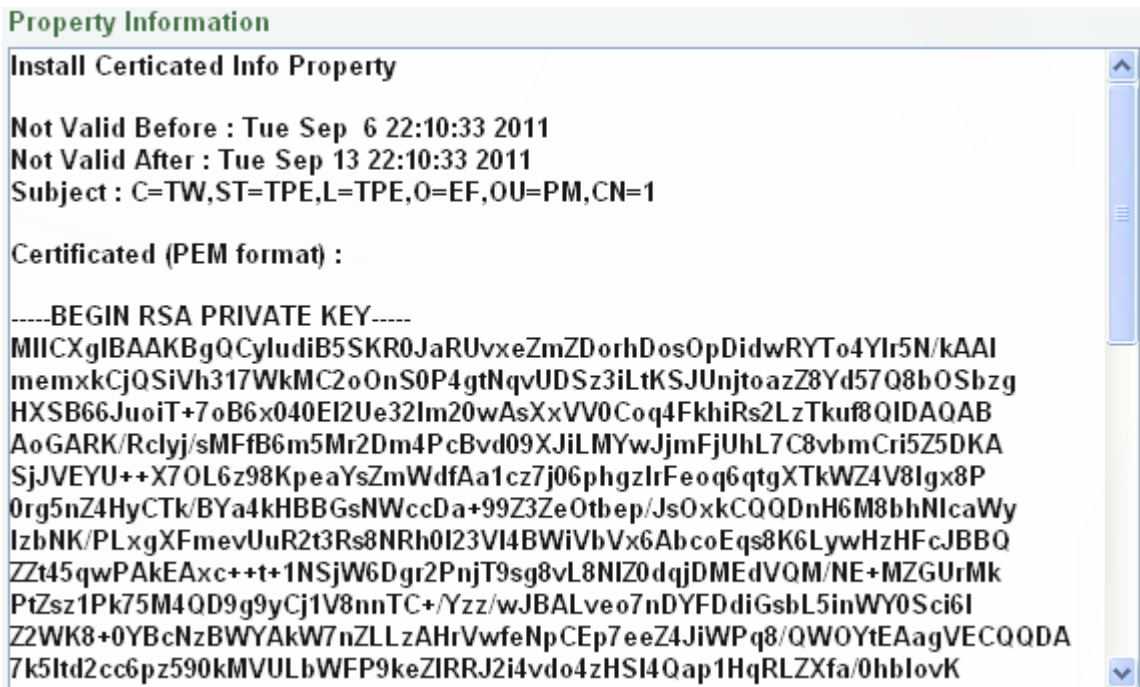 Property Information
Install Certicated Info Property
Not Valid Before : Tue Sep 6 22:10:33 2011
Not Valid After : Tue Sep 13 22:10:33 2011
Subject : C=TW,ST=TPE,L=TPE,O=EF,OU=PM,CN=1
Certificated (PEM format) :
-----BEGIN RSA PRIVATE KEY-----
MIICXgIBAAKBgQCyIudiB5SKR0JaRUvxeZmZDorhDosOpDidwRYTo4YIr5N/kAAI
memxkCjQSiVh317WkMC2oOnS0P4gtNqvUDSz3iLtKSJUnjtoazZ8Yd57Q8bOSbzg
HXSB66JuoiT+7oB6x040EI2Ue32Im20wAsXxVV0Coq4FkhiRs2LzTkuf8QIDAQAB
AoGARK/Rclyj/sMFfB6m5Mr2Dm4PcBvd09XJiLMYwJjmFjUhL7C8vbmCri5Z5DKA
SjJVEYU++X7OL6z98KpeaYsZmWdfAa1cz7j06phgzIrFeoq6qtgXTkWZ4V8Igx8P
0rg5nZ4HyCTk/BYa4kHBBGsNWccDa+99Z3ZeOtbep/JsOxkCQQDnH6M8bhNIcaWy
IzbNK/PLxgXFmevUuR2t3Rs8NRh0I23VI4BWiVbVx6AbcoEqs8K6LywHzHFcJBBQ
ZZt45qwPAkEAxc++t+1NSjW6Dgr2PnjT9sg8vL8NIZ0dqjDMEdVQM/NE+MZGUrMk
PtZsz1Pk75M4QD9g9yCj1V8nnTC+/Yzz/wJBALveo7nDYFDdiGsbL5inWY0Sci6I
Z2WK8+0YBcNzBWYAkW7nZLLzAHrVwfeNpCEp7eeZ4JiWPq8/QWOYtEAagVECQQDA
7k5Itd2cc6pz590kMVULbWFP9keZIRRJ2i4vdo4zHSI4Qap1HqRLZXfa/0hbIovK